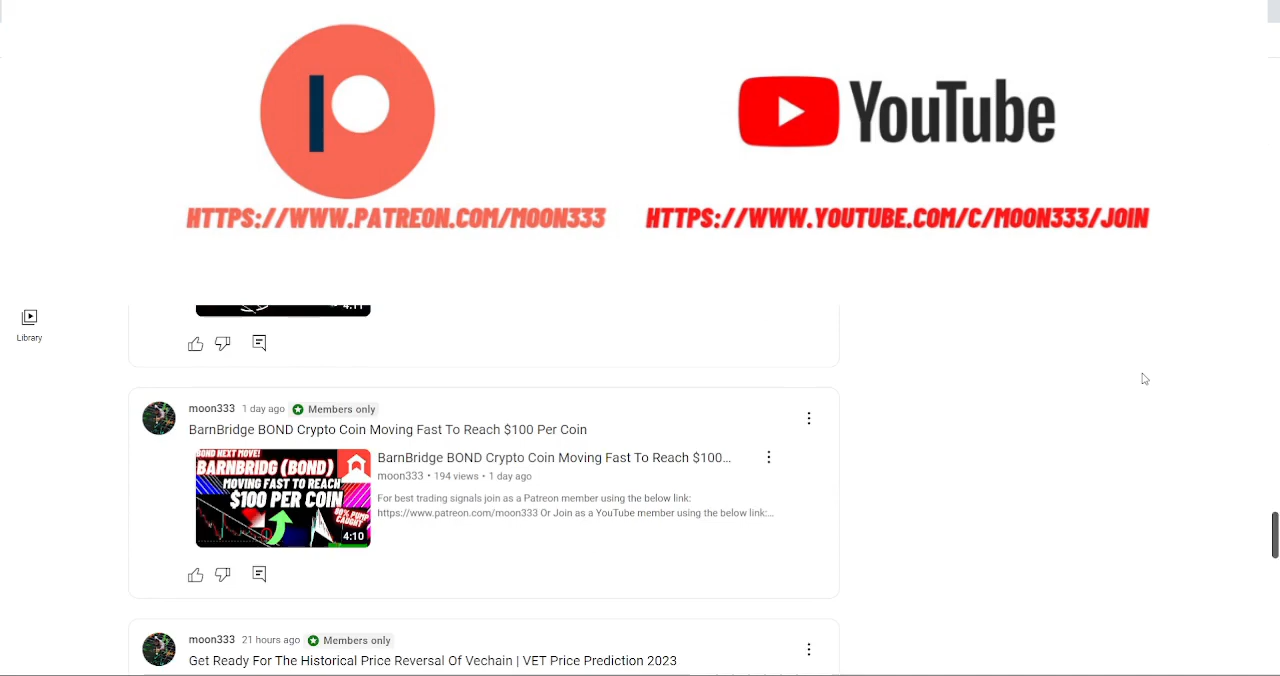 YouTube
HTTPS://WWW.PATREON.COM/MOON333
HTTPS://WWW.YOUTUBE.COM/C/MOON333/JOIN
4:11
Library
moon333 1 day ago Members only
BarnBridge BOND Crypto Coin Moving Fast To Reach $100 Per Coin
BOND NEXT MOVE!
BARNBRIDG (BOND)
MOVING FAST TO REACH
$100 PER COIN
PUMP
CAUGHT
4:10
BarnBridge BOND Crypto Coin Moving Fast To Reach $100...
moon333 • 194 views • 1 day ago
For best trading signals join as a Patreon member using the below link:
https://www.patreon.com/moon333 Or Join as a YouTube member using the below link:...
moon333 21 hours ago Members only
Get Ready For The Historical Price Reversal Of Vechain | VET Price Prediction 2023